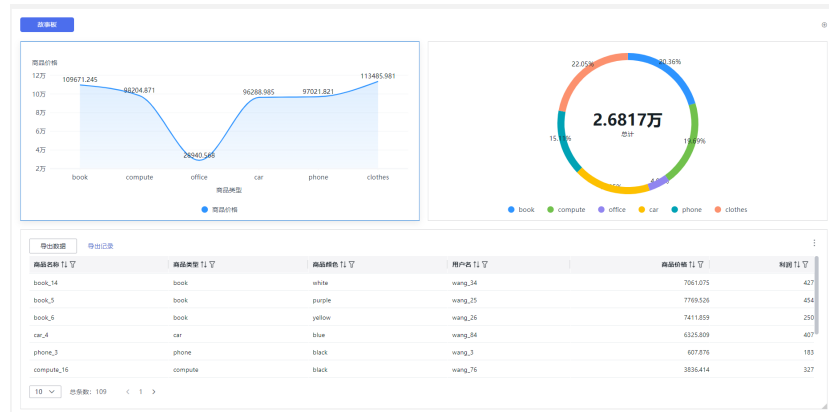 故事板
商品价格
12万
10万
8万
6万
4万
2万
109671.245
98204.871
28940.568
96288.985
97021.821
113485.981
book compute office car phone clothes
商品类型
商品价格
22.05%
20.36%
19.69%
2.6817万
总计
book compute office car phone clothes
导出数据 导出记录
商品名称 商品类型 商品颜色 用户名 商品价格 利润
book_14 book white wang_34 7061.075 427
book_5 book purple wang_25 7769.526 454
book_6 book yellow wang_26 7411.859 250
car_4 car blue wang_84 6325.809 407
phone_3 phone black wang_3 607.876 183
compute_16 compute black wang_76 3836.414 327
10 总条数: 109 < 1 >